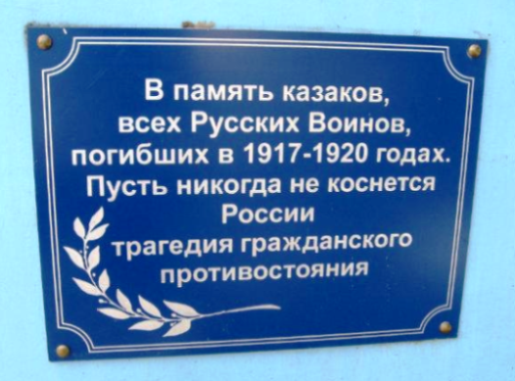 В память казаков,
всех Русских Воинов,
погибших в 1917-1920 годах.
Пусть никогда не коснется
России
трагедия гражданского
противостояния